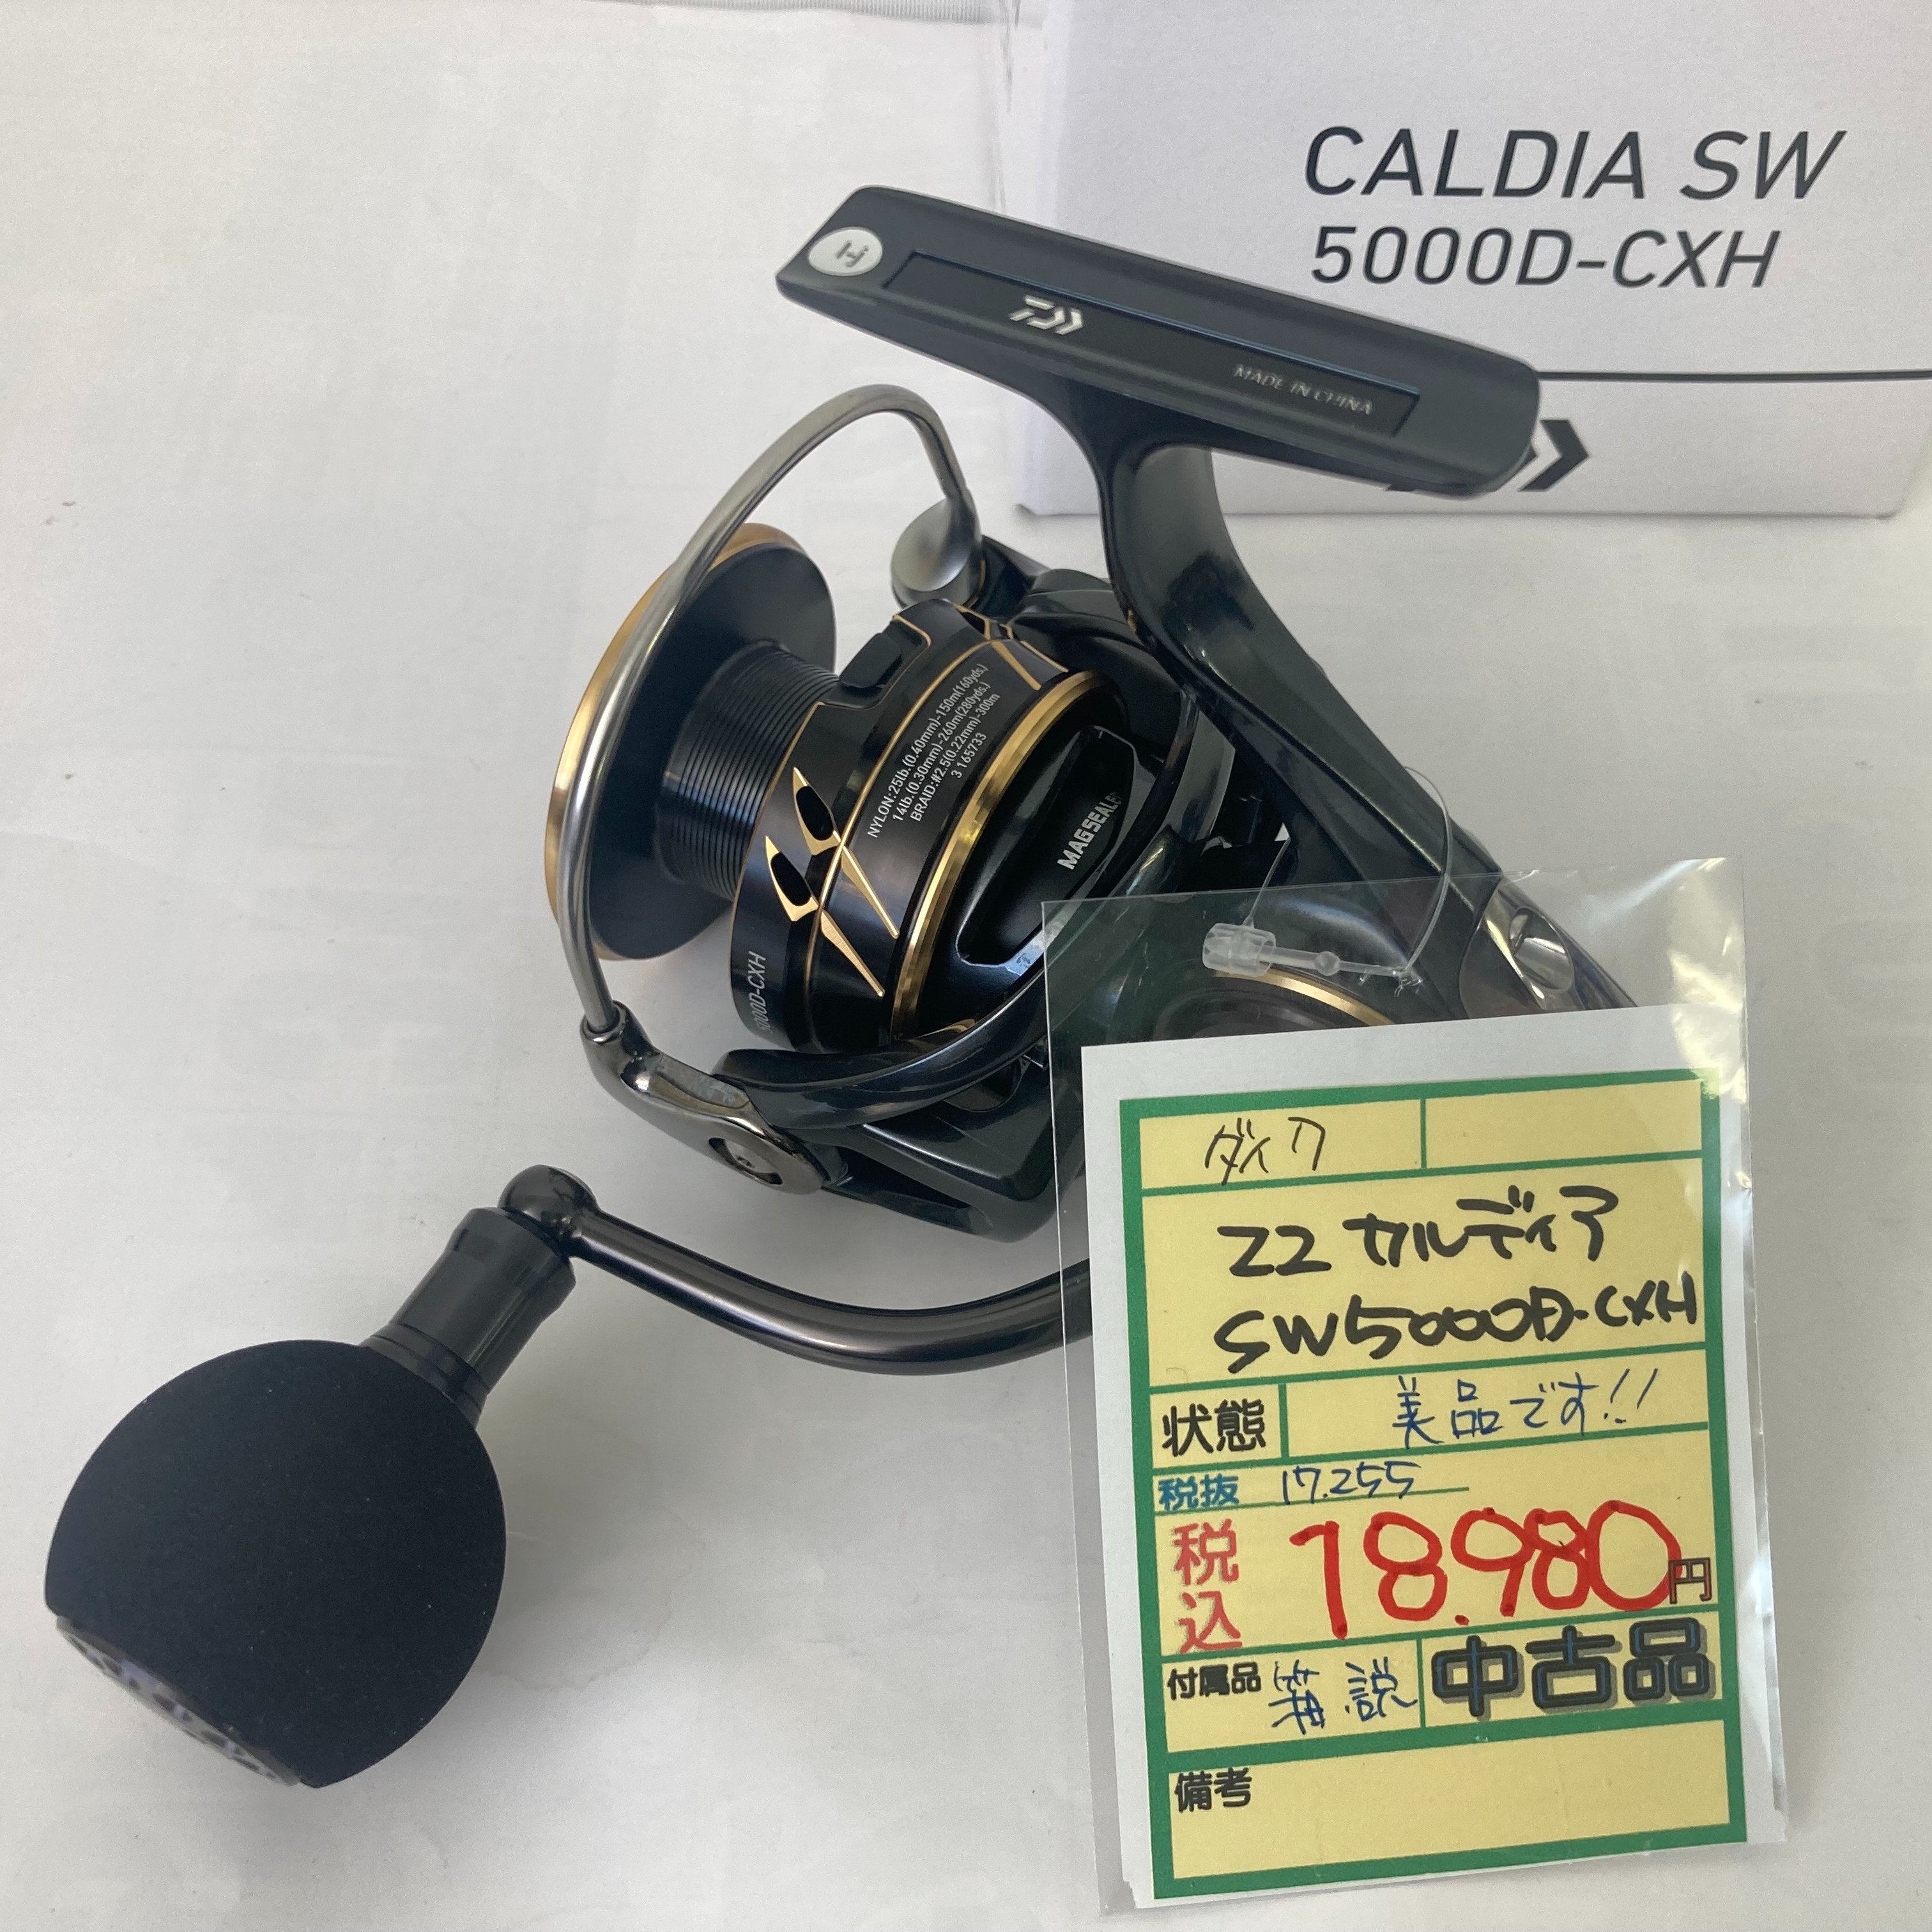 CALDIA SW
5000D-CXH
MADE IN CHINA
NYLON:25lb.(0.40mm)-150m(160yds.)
14lb.(0.30mm)-260m(280yds.)
BRAID:#2.5(0.22mm)-300m
3 165733
MAGSEALE
5000D-CXH
ダイワ
22カルディア
SW5000D-CXH
状態 美品です!!
税抜 17.255
税込 18.980円
付属品 箱 説 中古品
備考